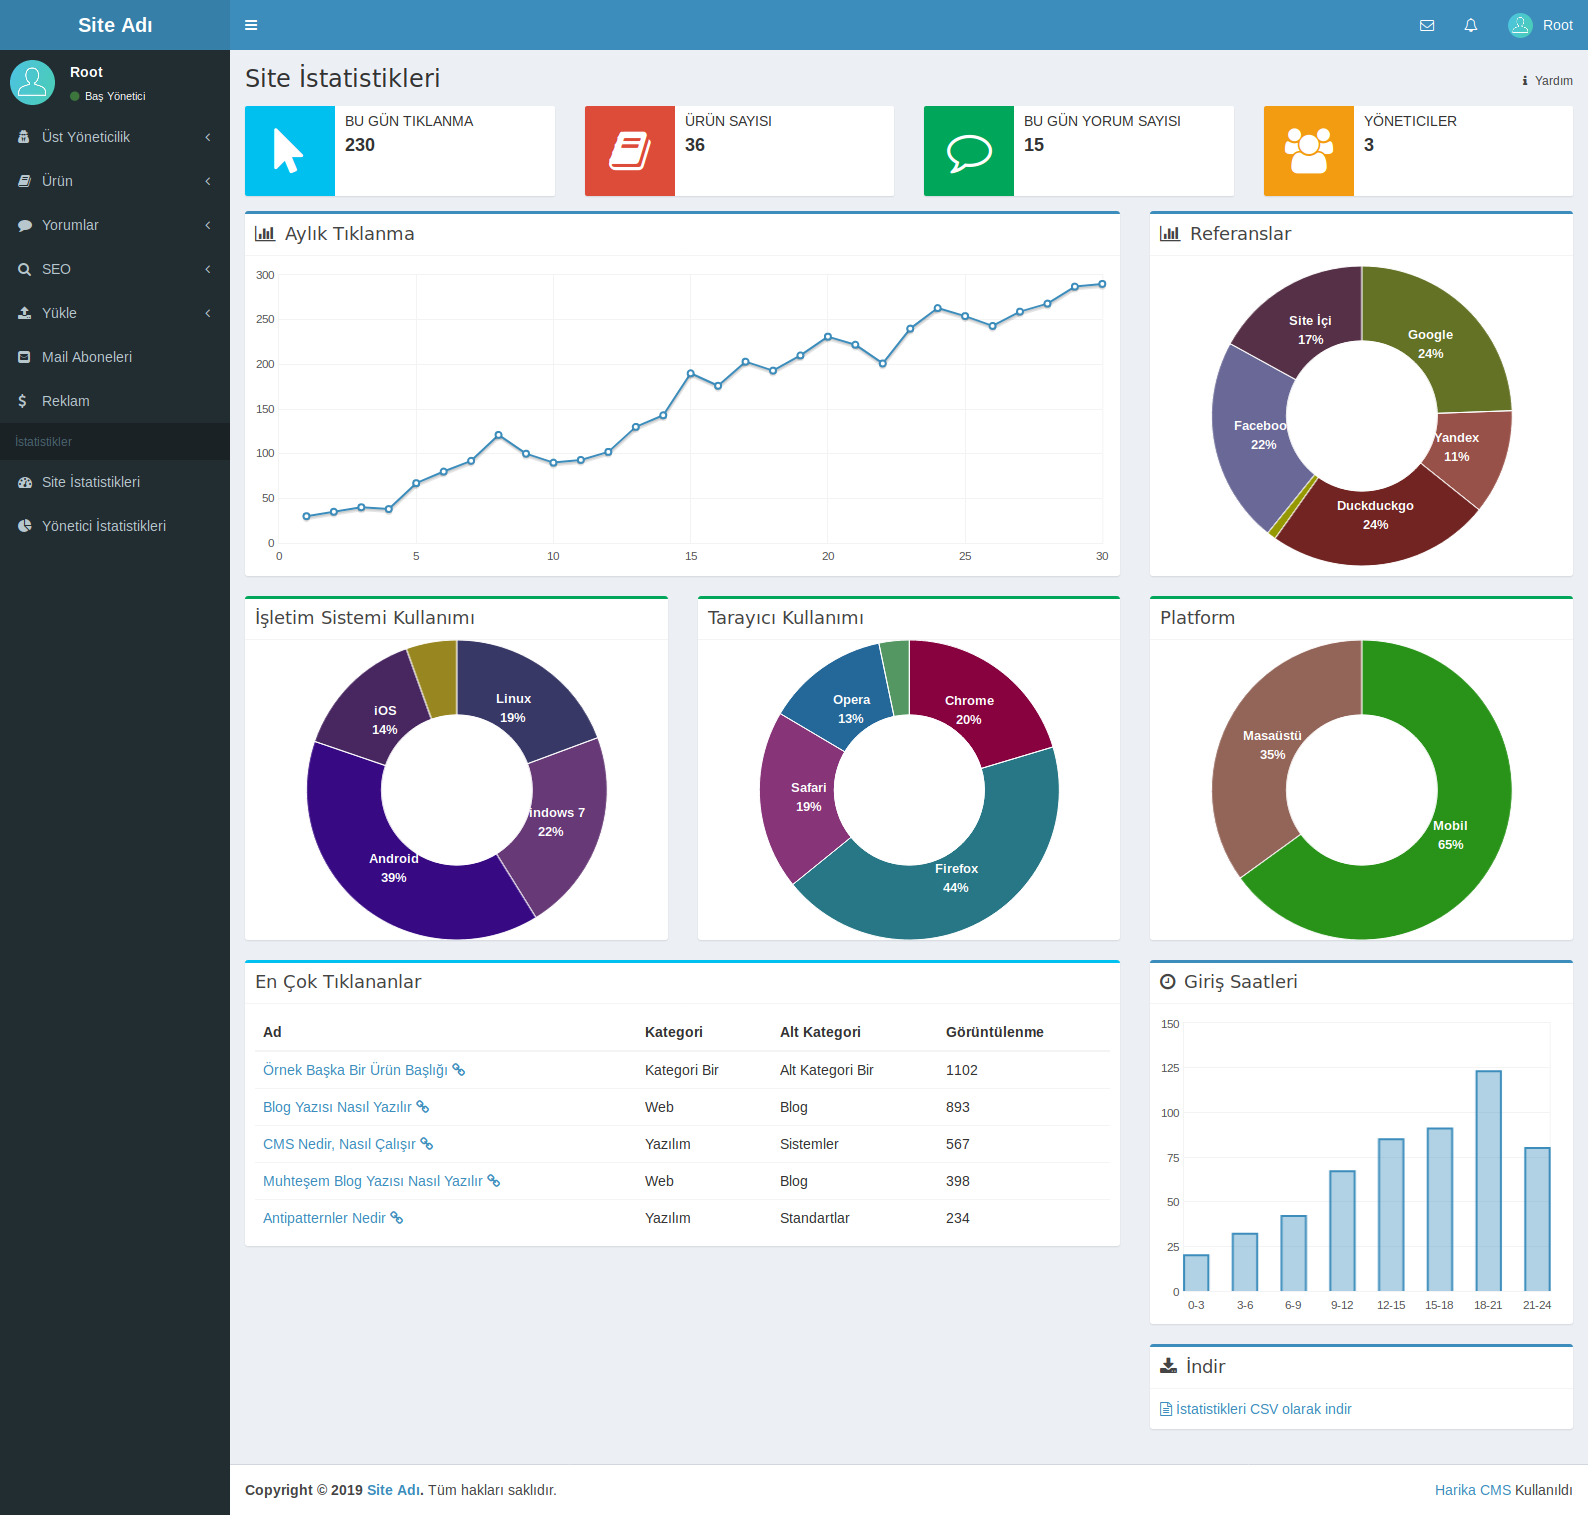 Site Adı
Root
Root
Baş Yönetici
Üst Yöneticilik
Ürün
Yorumlar
SEO
Yükle
Mail Aboneleri
Reklam
İstatistikler
Site İstatistikleri
Yönetici İstatistikleri
Site İstatistikleri
Yardım
BU GÜN TIKLANMA
230
ÜRÜN SAYISI
36
BU GÜN YORUM SAYISI
15
YÖNETICILER
3
Aylık Tıklanma
300
250
200
150
100
50
0
0 5 10 15 20 25 30
Referanslar
Site İçi
17%
Google
24%
Faceboo
22%
Yandex
11%
Duckduckgo
24%
İşletim Sistemi Kullanımı
Linux
19%
iOS
14%
indows 7
22%
Android
39%
Tarayıcı Kullanımı
Opera
13%
Chrome
20%
Safari
19%
Firefox
44%
Platform
Masaüstü
35%
Mobil
65%
En Çok Tıklananlar
Ad Kategori Alt Kategori Görüntülenme
Örnek Başka Bir Ürün Başlığı Kategori Bir Alt Kategori Bir 1102
Blog Yazısı Nasıl Yazılır Web Blog 893
CMS Nedir, Nasıl Çalışır Yazılım Sistemler 567
Muhteşem Blog Yazısı Nasıl Yazılır Web Blog 398
Antipatternler Nedir Yazılım Standartlar 234
Giriş Saatleri
150
125
100
75
50
25
0
0-3 3-6 6-9 9-12 12-15 15-18 18-21 21-24
İndir
İstatistikleri CSV olarak indir
Copyright © 2019 Site Adı. Tüm hakları saklıdır.
Harika CMS Kullanıldı